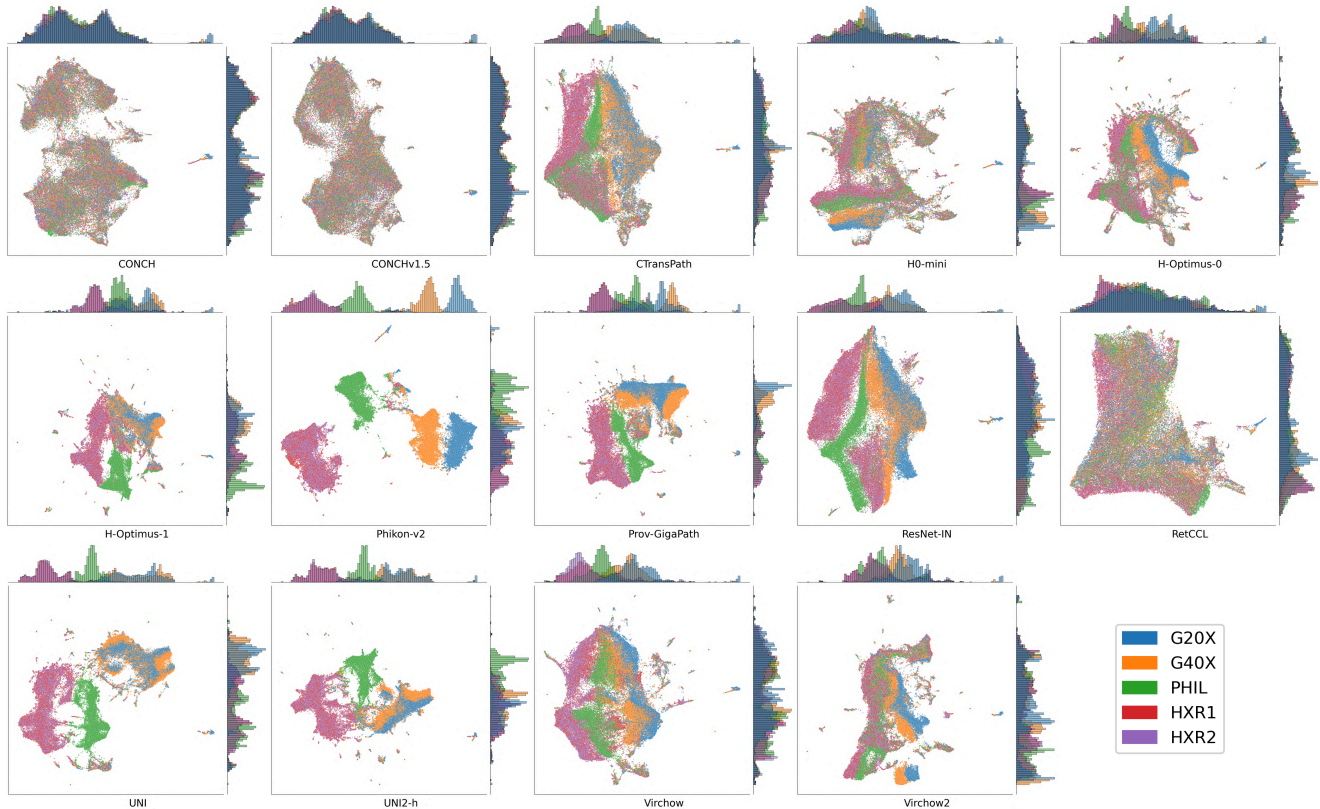 CONCH
CONCHv1.5
CTransPath
H0-mini
H-Optimus-0
H-Optimus-1
Phikon-v2
Prov-GigaPath
ResNet-IN
RetCCL
UNI
UNI2-h
Virchow
Virchow2
G20X
G40X
PHIL
HXR1
HXR2